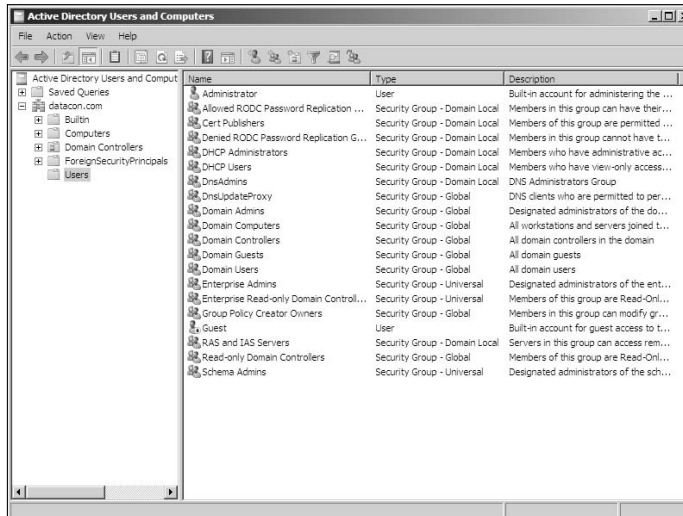 Active Directory Users and Computers
File Action View Help
Active Directory Users and Comput
Saved Queries
datacon.com
Builtin
Computers
Domain Controllers
ForeignSecurityPrincipals
Users
Name Type Description
Administrator User Built-in account for administering the ...
Allowed RODC Password Replication ... Security Group - Domain Local Members in this group can have their...
Cert Publishers Security Group - Domain Local Members of this group are permitted ...
Denied RODC Password Replication G... Security Group - Domain Local Members in this group cannot have t...
DHCP Administrators Security Group - Domain Local Members who have administrative ac...
DHCP Users Security Group - Domain Local Members who have view-only access...
DnsAdmins Security Group - Domain Local DNS Administrators Group
DnsUpdateProxy Security Group - Global DNS clients who are permitted to per...
Domain Admins Security Group - Global Designated administrators of the do...
Domain Computers Security Group - Global All workstations and servers joined t...
Domain Controllers Security Group - Global All domain controllers in the domain
Domain Guests Security Group - Global All domain guests
Domain Users Security Group - Global All domain users
Enterprise Admins Security Group - Universal Designated administrators of the ent...
Enterprise Read-only Domain Controll... Security Group - Universal Members of this group are Read-Onl...
Group Policy Creator Owners Security Group - Global Members in this group can modify gr...
Guest User Built-in account for guest access to t...
RAS and IAS Servers Security Group - Domain Local Servers in this group can access rem...
Read-only Domain Controllers Security Group - Global Members of this group are Read-Onl...
Schema Admins Security Group - Universal Designated administrators of the sch...